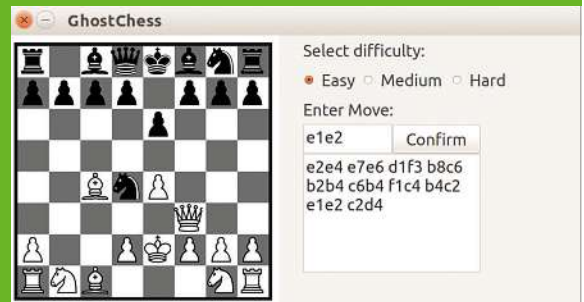 GhostChess
Select difficulty:
Easy Medium Hard
Enter Move:
e1e2 Confirm
e2e4 e7e6 d1f3 b8c6
b2b4 c6b4 f1c4 b4c2
e1e2 c2d4